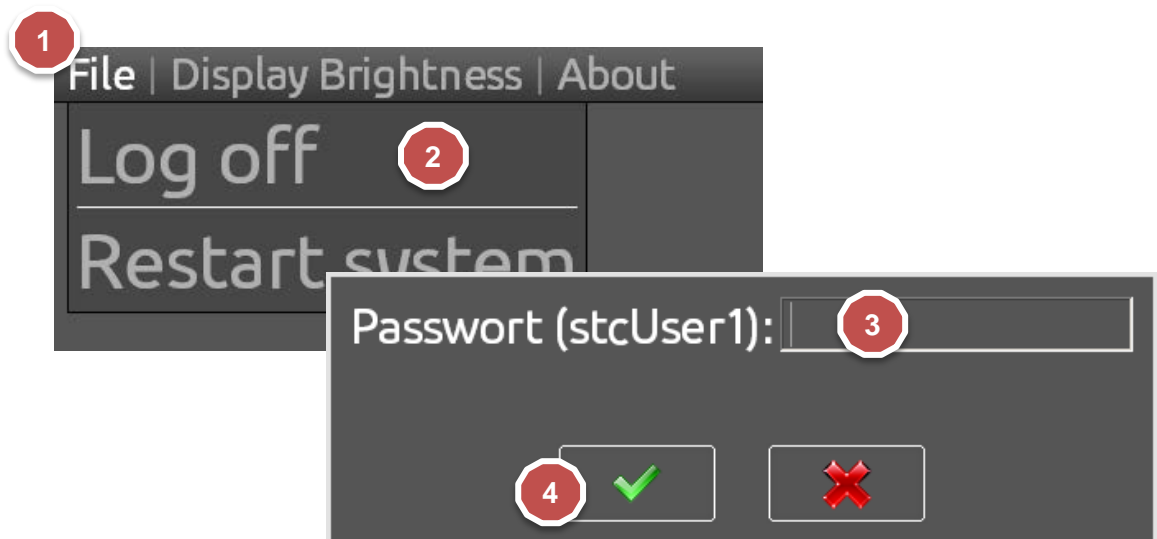 1
File | Display Brightness | About
Log off
2
Restart system
Passwort (stcUser1):
3
4